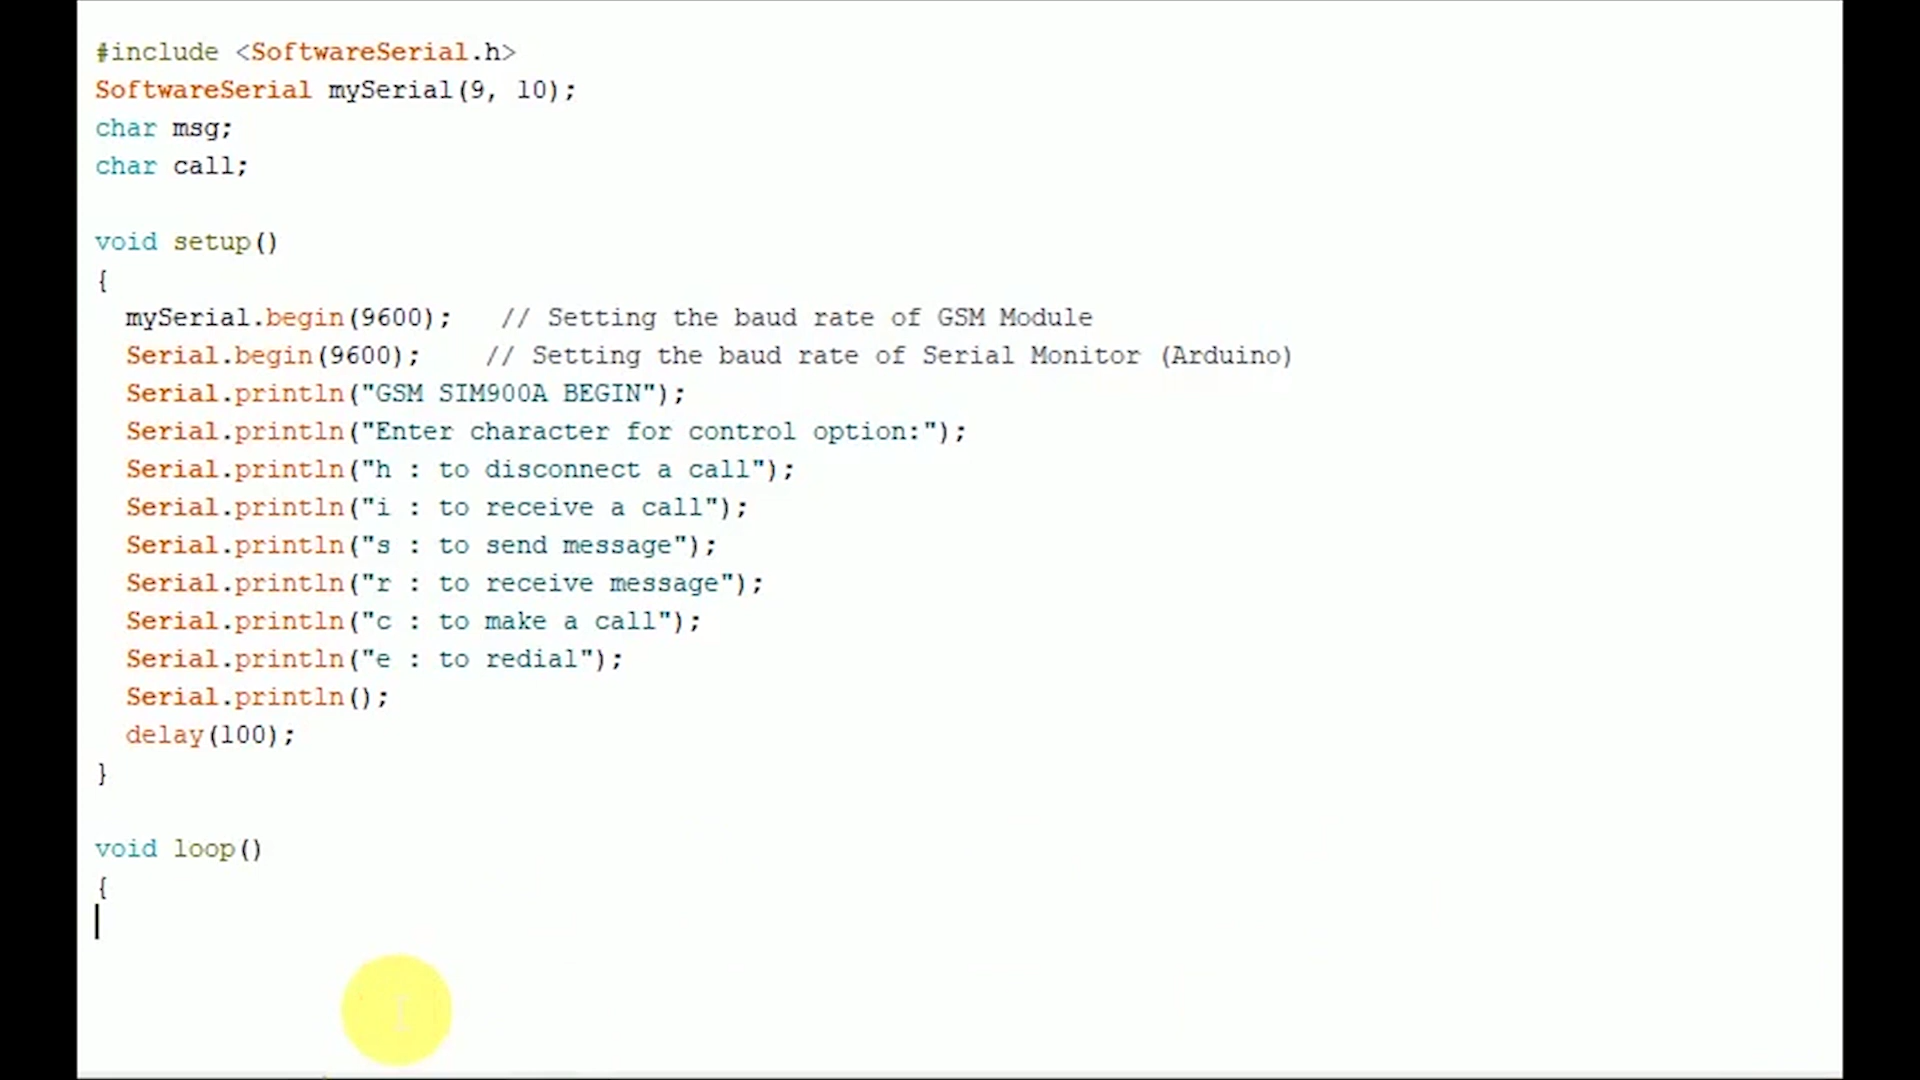 #include <SoftwareSerial.h>
SoftwareSerial mySerial(9, 10);
char msg;
char call;
void setup()
{
mySerial.begin(9600);   // Setting the baud rate of GSM Module
Serial.begin(9600);    // Setting the baud rate of Serial Monitor (Arduino)
Serial.println("GSM SIM900A BEGIN");
Serial.println("Enter character for control option:");
Serial.println("h : to disconnect a call");
Serial.println("i : to receive a call");
Serial.println("s : to send message");
Serial.println("r : to receive message");
Serial.println("c : to make a call");
Serial.println("e : to redial");
Serial.println();
delay(100);
}
void loop()
{